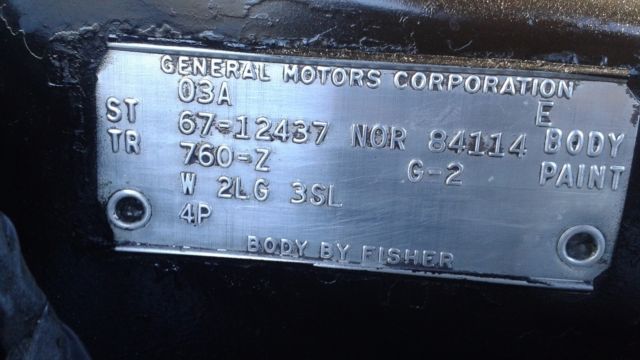 GENERAL MOTORS CORPORATION
03A E
ST 67-12437 NOR 84114 BODY
TR 760-Z G-2 PAINT
W 2LG 3SL
4P
BODY BY FISHER